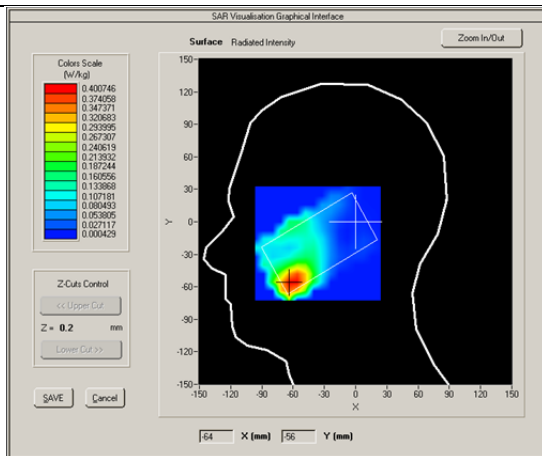 SAR Visualisation Graphical Interface
Surface Radiated Intensity
Zoom In/Out
Colors Scale
(W/kg)
0.400746
0.374058
0.347371
0.320683
0.293995
0.267307
0.240619
0.213932
0.187244
0.160556
0.133868
0.107181
0.080493
0.053805
0.027117
0.000429
Z-Cuts Control
<< Upper Cut
Z = 0.2 mm
Lower Cut >>
SAVE Cancel
150-
120-
90-
60-
30-
0-
-30-
-60-
-90-
-120-
-150-
Y
-150 -120 -90 -60 -30 0 30 60 90 120 150
X
-64 X (mm) -56 Y (mm)